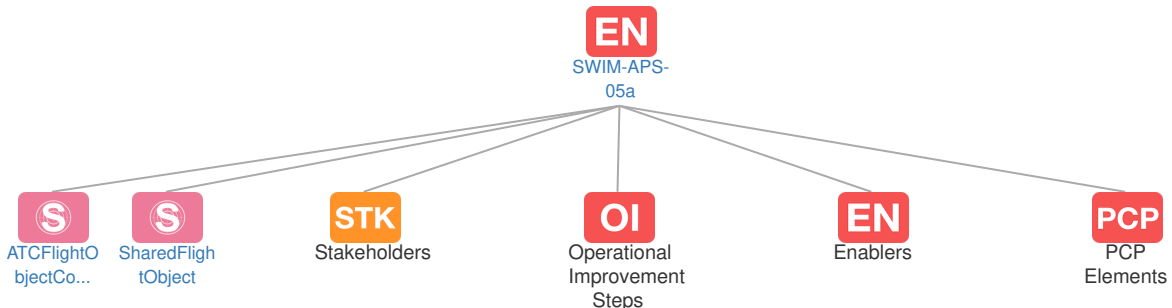 EN
SWIM-APS-
05a
S
S
STK
OI
EN
PCP
ATCFlightO
bjectCo...
SharedFligh
tObject
Stakeholders
Operational
Improvement
Steps
Enablers
PCP
Elements